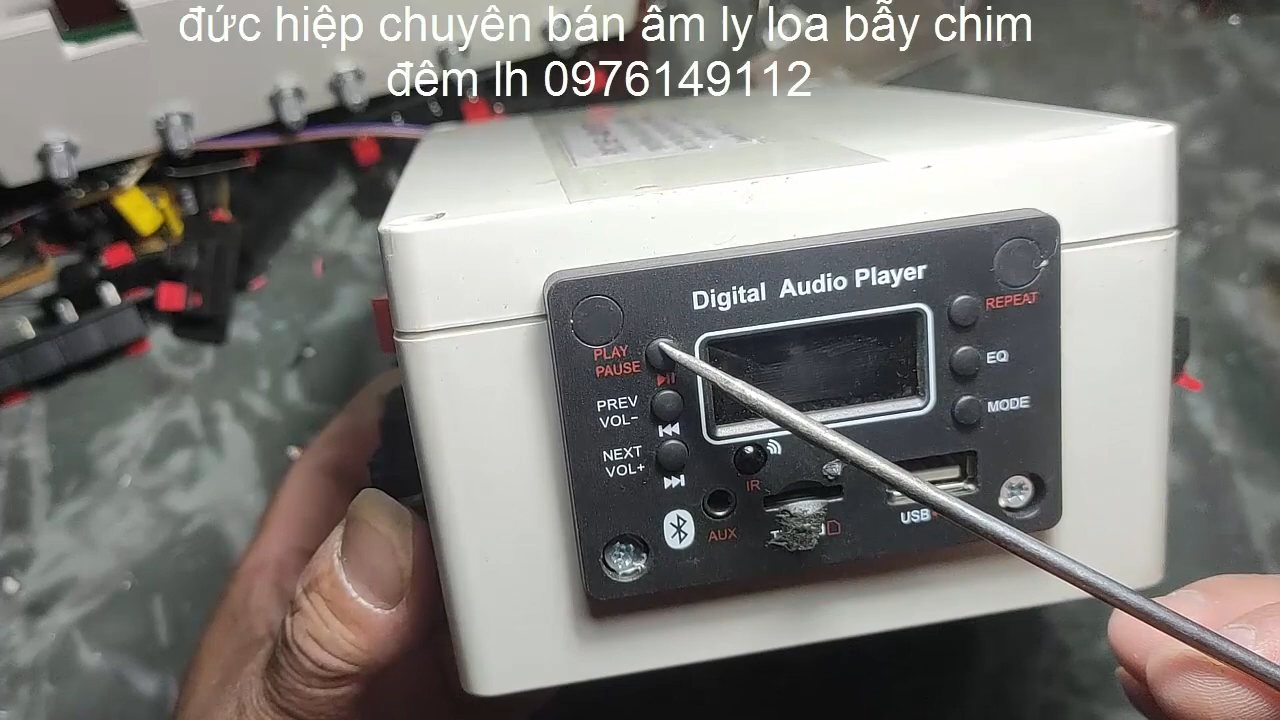 đức hiệp chuyên bán âm ly loa bẫy chim
đêm lh 0976149112
Digital Audio Player
PLAY
PAUSE
PREV
VOL-
NEXT
VOL+
REPEAT
EQ
MODE
IR
AUX
USB